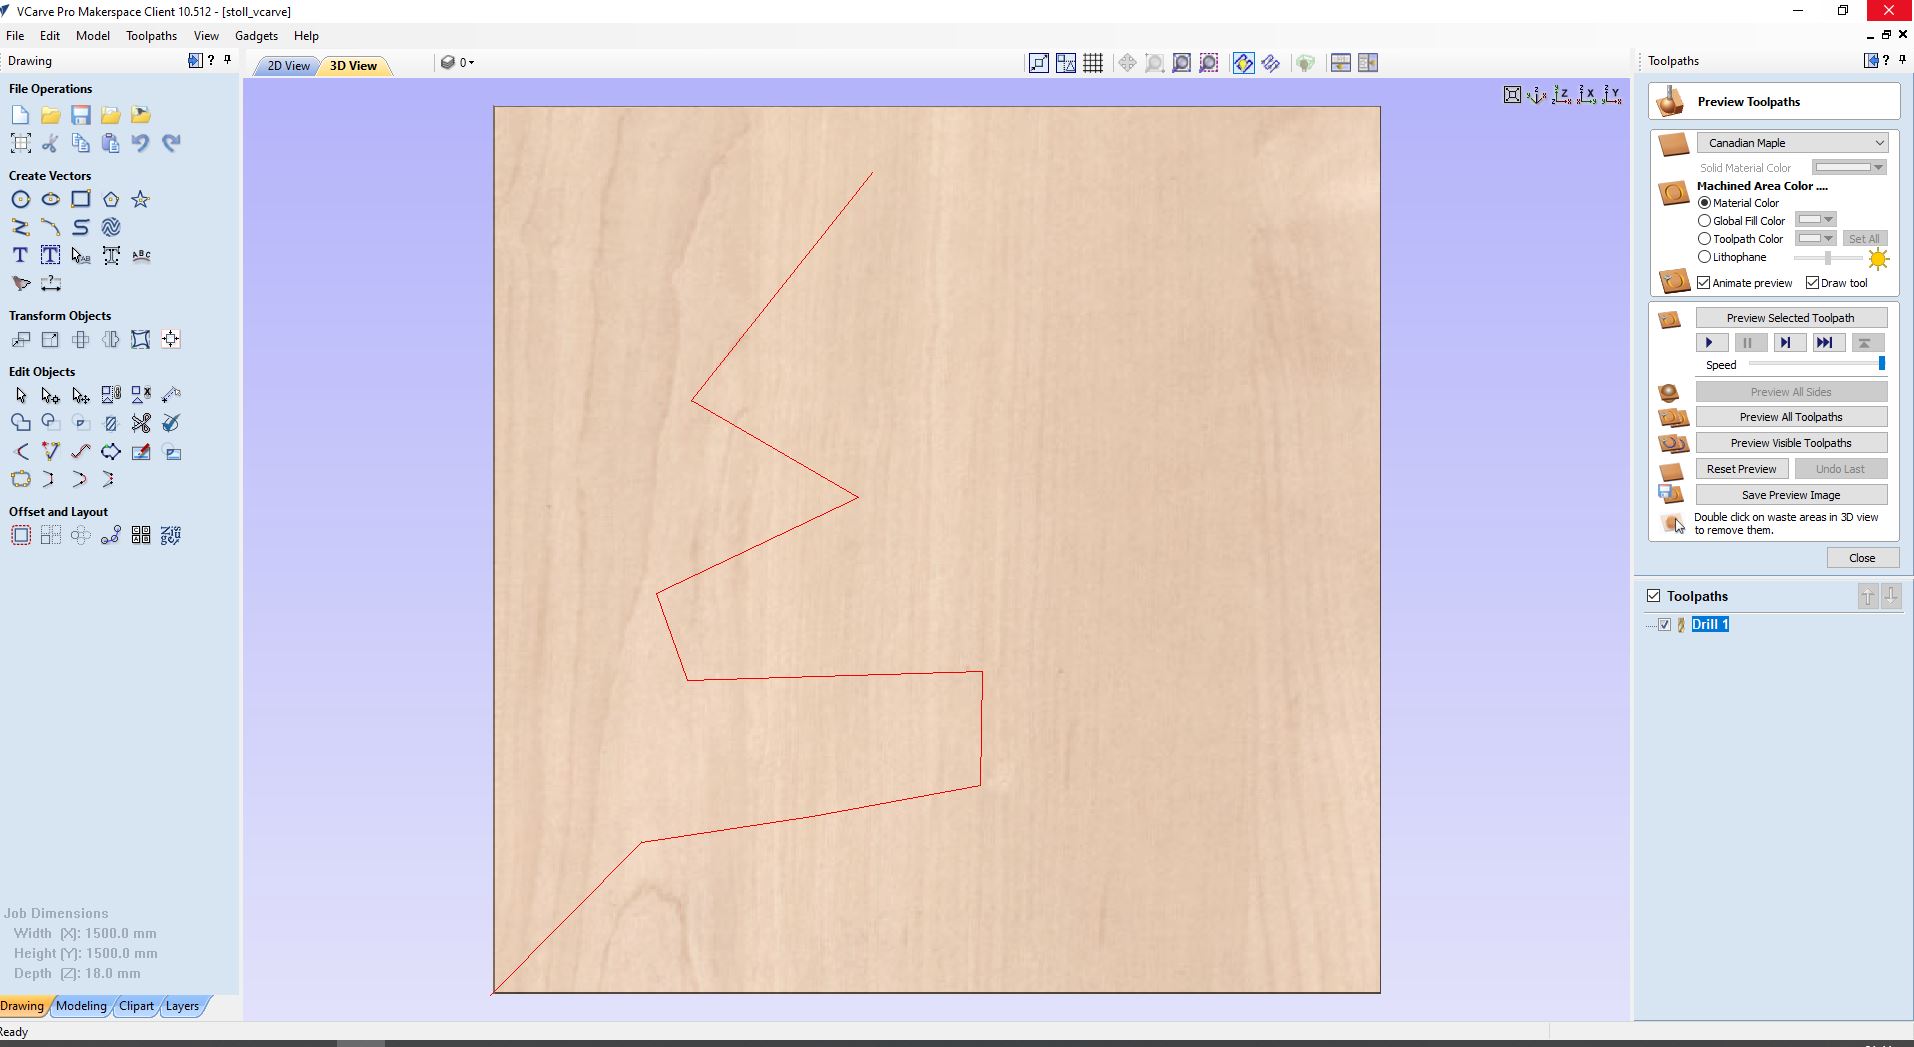 VCarve Pro Makerspace Client 10.512 - [stoll_vcarve]
File Edit Model Toolpaths View Gadgets Help
Drawing
File Operations
Create Vectors
Transform Objects
Edit Objects
Offset and Layout
Job Dimensions
Width (X): 1500.0 mm
Height (Y): 1500.0 mm
Depth (Z): 18.0 mm
Drawing Modeling Clipart Layers
Ready
2D View 3D View 0
Toolpaths
Preview Toolpaths
Canadian Maple
Solid Material Color
Machined Area Color ....
Material Color
Global Fill Color
Toolpath Color Set All
Lithophane
Animate preview Draw tool
Preview Selected Toolpath
Speed
Preview All Sides
Preview All Toolpaths
Preview Visible Toolpaths
Reset Preview Undo Last
Save Preview Image
Double click on waste areas in 3D view
to remove them.
Close
Toolpaths
Drill 1